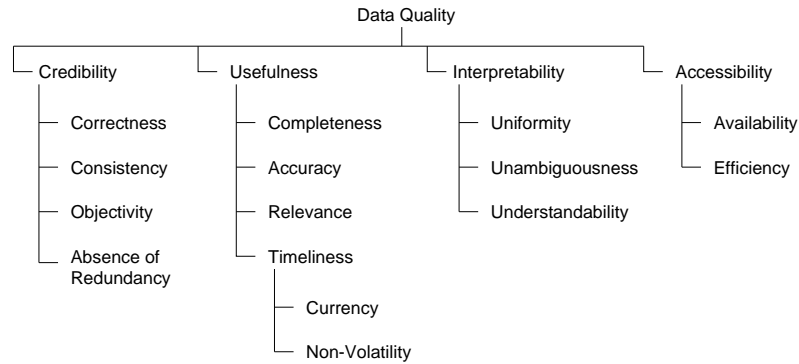 Data Quality
Credibility
Correctness
Consistency
Objectivity
Absence of
Redundancy
Usefulness
Completeness
Accuracy
Relevance
Timeliness
Currency
Non-Volatility
Interpretability
Uniformity
Unambiguousness
Understandability
Accessibility
Availability
Efficiency